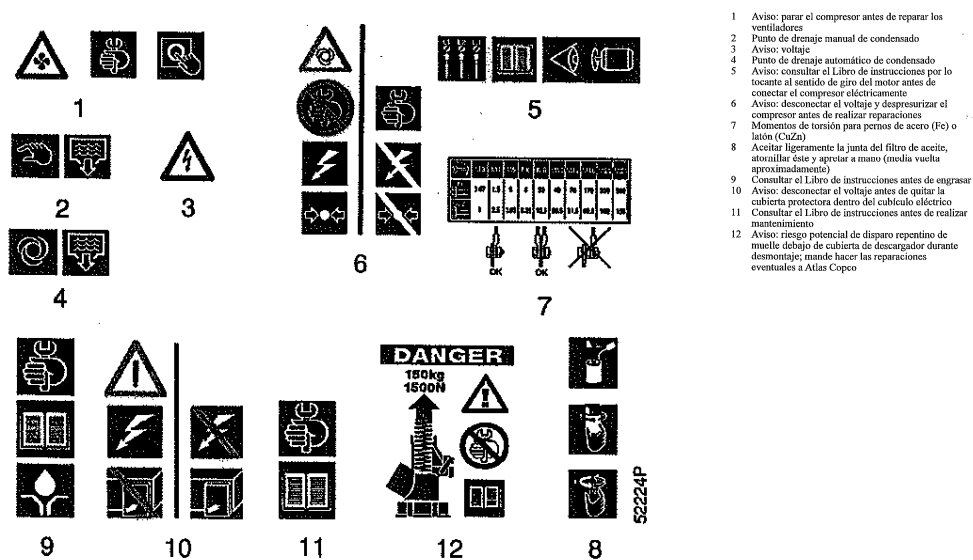 1
2
3
4
5
6
OK
OK
7
9
10
11
DANGER
150kg
1500N
12
8
52224P
1 Aviso: parar el compresor antes de reparar los
ventiladores
2 Punto de drenaje manual de condensado
3 Aviso: voltaje
4 Punto de drenaje automático de condensado
5 Aviso: consultar el Libro de instrucciones por lo
tocante al sentido de giro del motor antes de
conectar el compresor eléctricamente
6 Aviso: desconectar el voltaje y despresurizar el
compresor antes de realizar reparaciones
7 Momentos de torsión para pernos de acero (Fe) o
latón (CuZn)
8 Aceitar ligeramente la junta del filtro de aceite,
atornillar éste y apretar a mano (media vuelta
aproximadamente)
9 Consultar el Libro de instrucciones antes de engrasar
10 Aviso: desconectar el voltaje antes de quitar la
cubierta protectora dentro del cubículo eléctrico
11 Consultar el Libro de instrucciones antes de realizar
mantenimiento
12 Aviso: riesgo potencial de disparo repentino de
muelle debajo de cubierta de descargador durante
desmontaje; mande hacer las reparaciones
eventuales a Atlas Copco